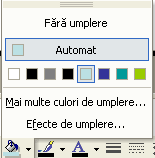 Fără umplere
Automat
Mai multe culori de umplere...
Efecte de umplere...
A